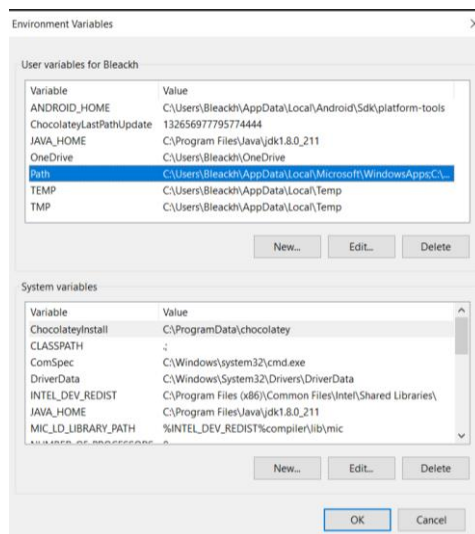 Environment Variables
User variables for Bleackh
Variable Value
ANDROID_HOME C:\Users\Bleackh\AppData\Local\Android\Sdk\platform-tools
ChocolateyLastPathUpdate 132656977795774444
JAVA_HOME C:\Program Files\Java\jdk1.8.0_211
OneDrive C:\Users\Bleackh\OneDrive
Path C:\Users\Bleackh\AppData\Local\Microsoft\WindowsApps;C:\...
TEMP C:\Users\Bleackh\AppData\Local\Temp
TMP C:\Users\Bleackh\AppData\Local\Temp
New... Edit... Delete
System variables
Variable Value
ChocolateyInstall C:\ProgramData\chocolatey
CLASSPATH .;
ComSpec C:\Windows\system32\cmd.exe
DriverData C:\Windows\System32\Drivers\DriverData
INTEL_DEV_REDIST C:\Program Files (x86)\Common Files\Intel\Shared Libraries\
JAVA_HOME C:\Program Files\Java\jdk1.8.0_211
MIC_LD_LIBRARY_PATH %INTEL_DEV_REDIST%compiler\lib\mic
NUMBER_OF_PROCESSORS
New... Edit... Delete
OK Cancel